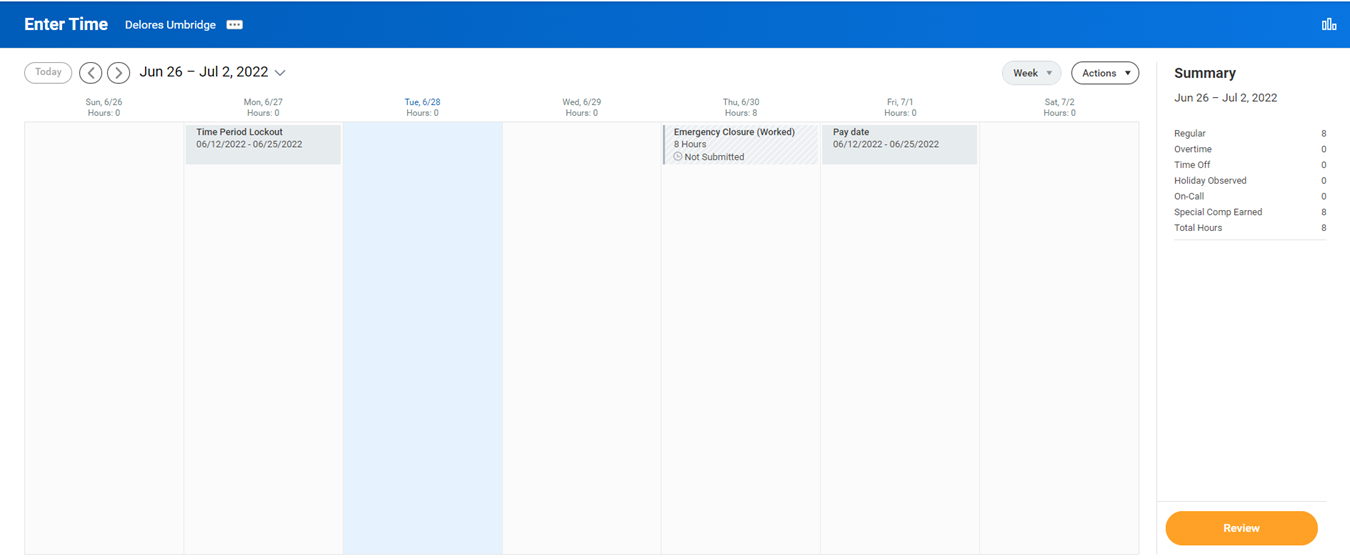 Enter Time Delores Umbridge
Today Jun 26 – Jul 2, 2022 Week Actions
Sun, 6/26 Mon, 6/27 Tue, 6/28 Wed, 6/29 Thu, 6/30 Fri, 7/1 Sat, 7/2
Hours: 0 Hours: 0 Hours: 0 Hours: 0 Hours: 8 Hours: 0 Hours: 0
Time Period Lockout
06/12/2022 - 06/25/2022
Emergency Closure (Worked)
8 Hours
Not Submitted
Pay date
06/12/2022 - 06/25/2022
Summary
Jun 26 – Jul 2, 2022
Regular 8
Overtime 0
Time Off 0
Holiday Observed 0
On-Call 0
Special Comp Earned 8
Total Hours 8
Review